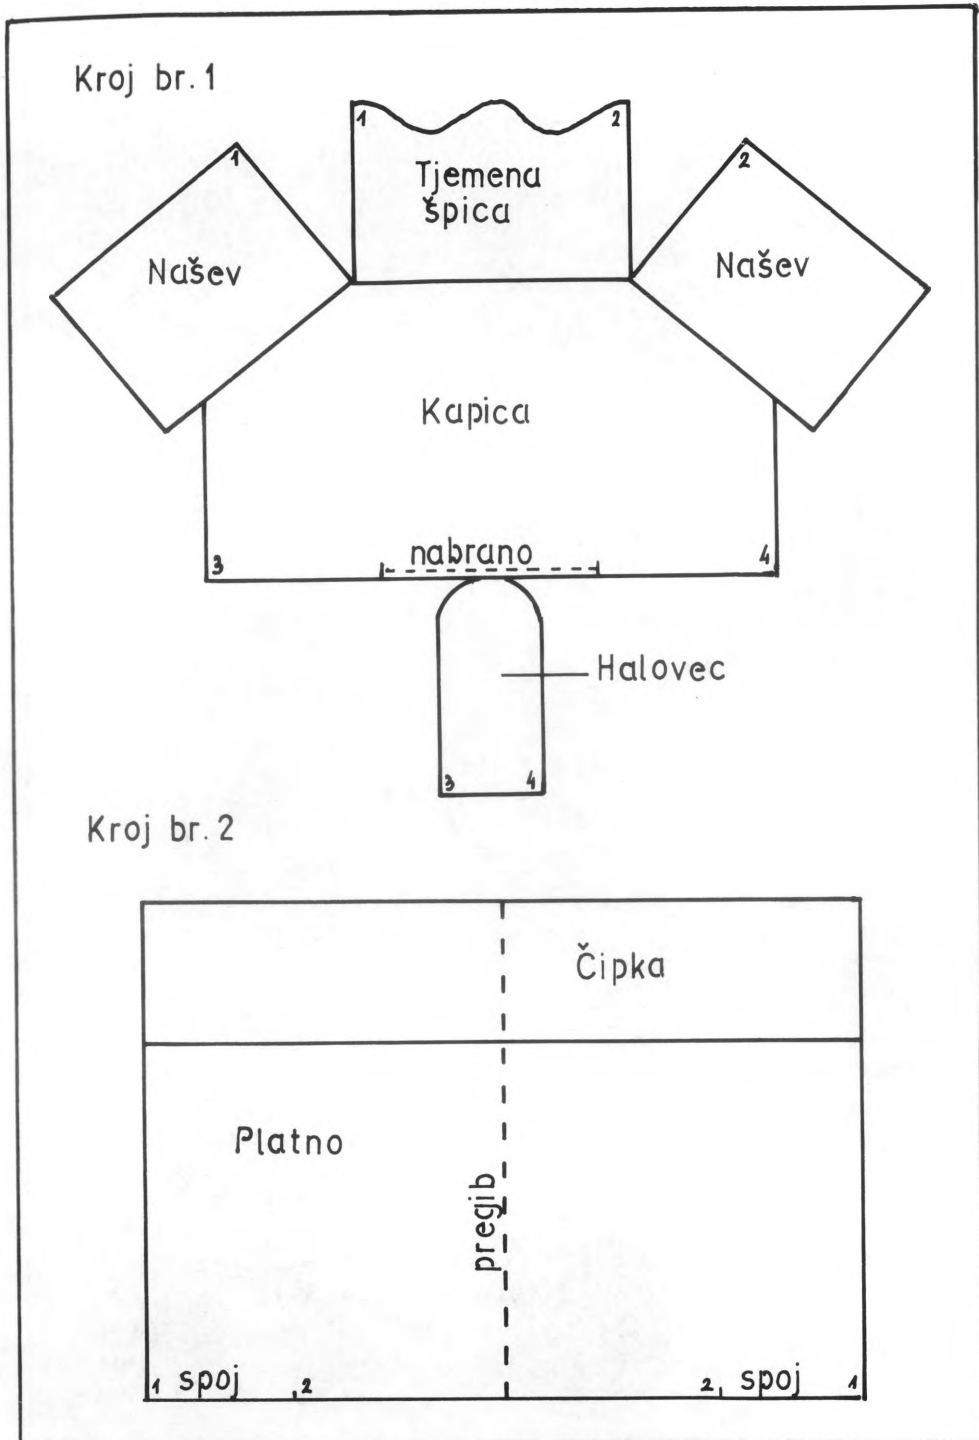 Kroj br. 1
1
2
1
2
Tjemena
špica
Našev
Našev
Kapica
nabrano
3
4
Halovec
3
4
Kroj br. 2
Čipka
Platno
pregib
1 spoj 2
2 spoj 1